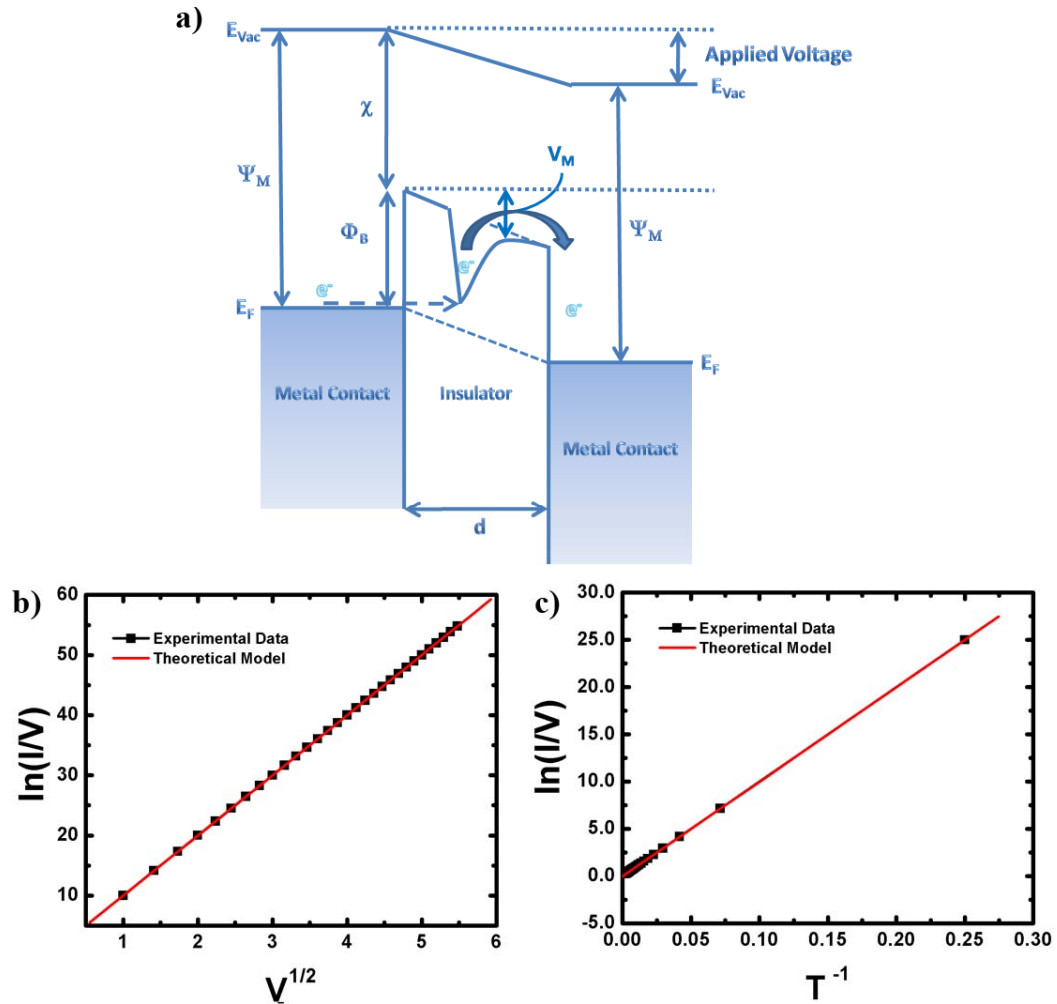 a)
E_Vac
Applied Voltage
E_Vac
χ
V_M
Ψ_M
Φ_B
Ψ_M
e-
e-
e-
E_F
E_F
Metal Contact
Insulator
Metal Contact
d
b)
60
50
40
30
20
10
ln(I/V)
Experimental Data
Theoretical Model
1 2 3 4 5 6
V^1/2
c)
30.0
25.0
20.0
15.0
10.0
5.0
0.0
-5.0
ln(I/V)
Experimental Data
Theoretical Model
0.00 0.05 0.10 0.15 0.20 0.25 0.30
T^-1